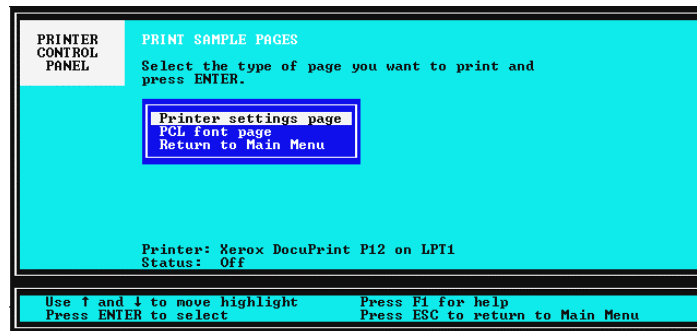 PRINTER
CONTROL
PANEL
PRINT SAMPLE PAGES
Select the type of page you want to print and
press ENTER.
Printer settings page
PCL font page
Return to Main Menu
Printer: Xerox DocuPrint P12 on LPT1
Status: Off
Use ↑ and ↓ to move highlight
Press ENTER to select
Press F1 for help
Press ESC to return to Main Menu